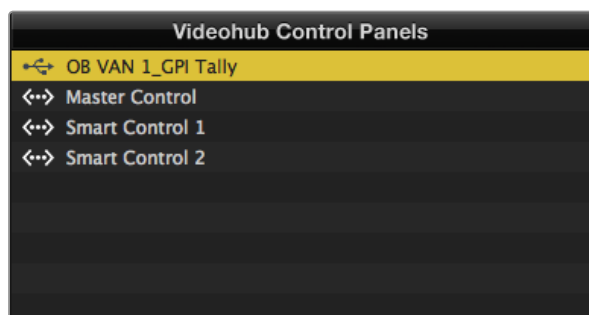 Videohub Control Panels
OB VAN 1_GPI Tally
Master Control
Smart Control 1
Smart Control 2